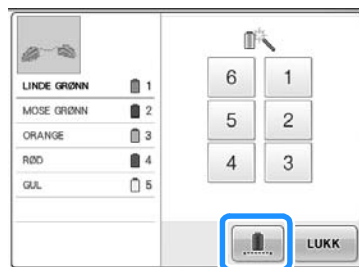 LINDE GRØNN 1
MOSE GRØNN 2
ORANGE 3
RØD 4
GUL 5
6 1
5 2
4 3
LUKK